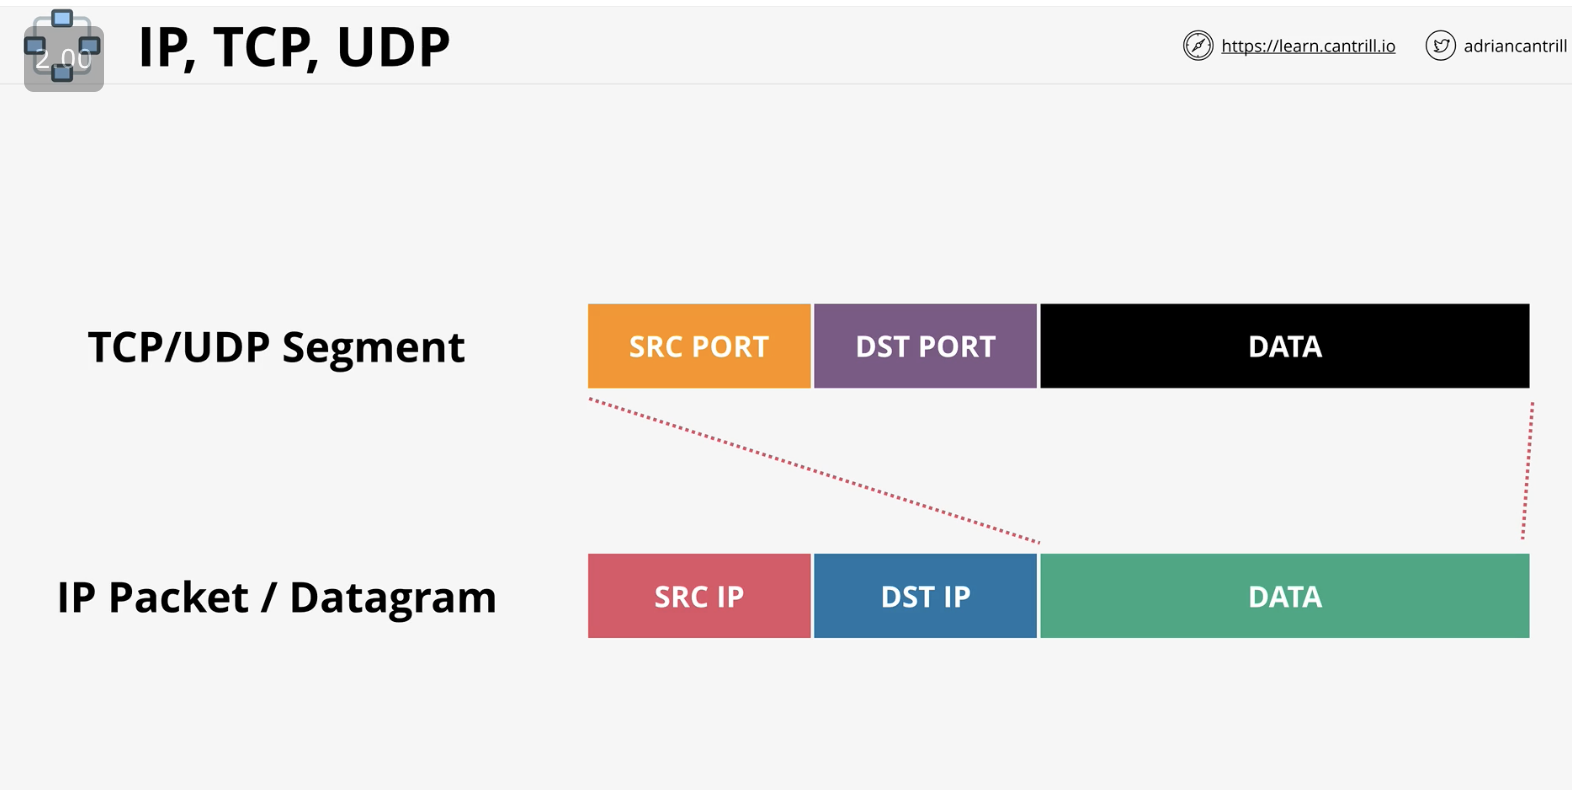 2.00
IP, TCP, UDP
https://learn.cantrill.io
adriancantrill
TCP/UDP Segment
SRC PORT
DST PORT
DATA
IP Packet / Datagram
SRC IP
DST IP
DATA